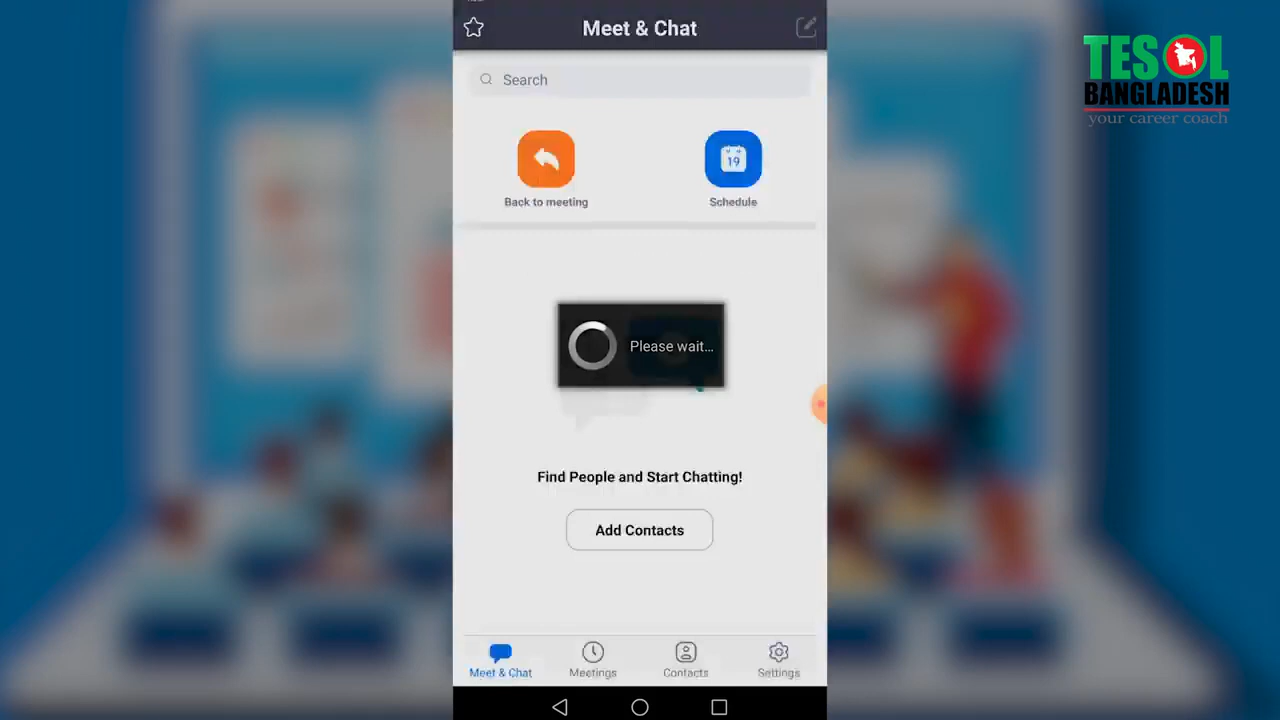 Meet & Chat
Search
19
Back to meeting
Schedule
Please wait...
Find People and Start Chatting!
Add Contacts
Meet & Chat
Meetings
Contacts
Settings
TESOL
BANGLADESH
your career coach